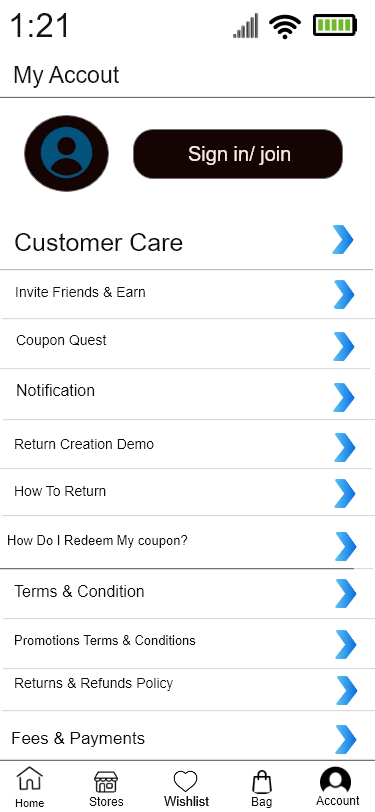 1:21
My Accout
Sign in/ join
Customer Care
Invite Friends & Earn
Coupon Quest
Notification
Return Creation Demo
How To Return
How Do I Redeem My coupon?
Terms & Condition
Promotions Terms & Conditions
Returns & Refunds Policy
Fees & Payments
Home Stores Wishlist Bag Account